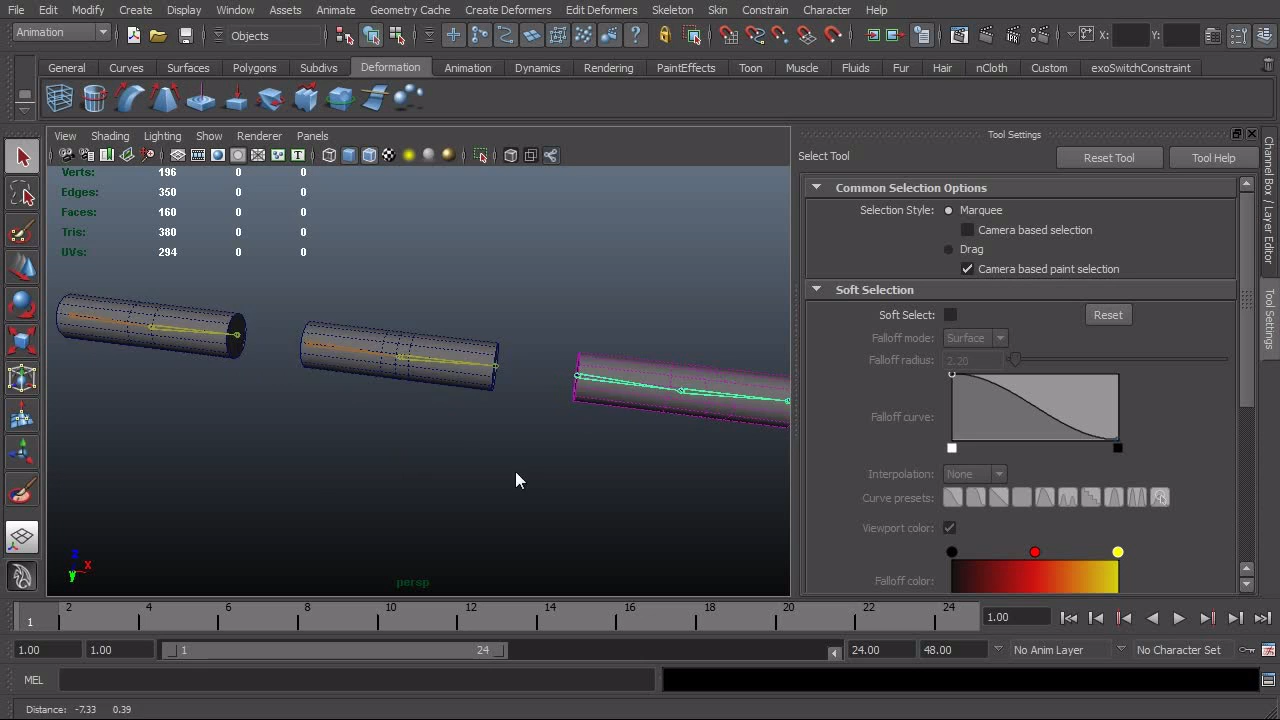 File Edit Modify Create Display Window Assets Animate Geometry Cache Create Deformers Edit Deformers Skeleton Skin Constrain Character Help
Animation Objects X: Y:
General Curves Surfaces Polygons Subdivs Deformation Animation Dynamics Rendering PaintEffects Toon Muscle Fluids Fur Hair nCloth Custom exoSwitchConstraint
View Shading Lighting Show Renderer Panels
Tool Settings
Select Tool Reset Tool Tool Help
Verts: 196 0 0
Edges: 350 0 0
Faces: 160 0 0
Tris: 380 0 0
UVs: 294 0 0
Common Selection Options
Selection Style: Marquee
Camera based selection
Drag
Camera based paint selection
Soft Selection
Soft Select: Reset
Falloff mode: Surface
Falloff radius: 2.20
Falloff curve:
Interpolation: None
Curve presets:
Viewport color:
Falloff color:
Channel Box / Layer Editor
Tool Settings
z
x
y
persp
1 2 4 6 8 10 12 14 16 18 20 22 24 1.00
1.00 1.00 1 24 24.00 48.00 No Anim Layer No Character Set
MEL
Distance: -7.33 0.39